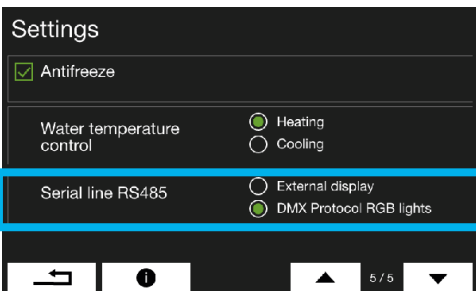 Settings
Antifreeze
Water temperature
control
Heating
Cooling
Serial line RS485
External display
DMX Protocol RGB lights
i
5/5